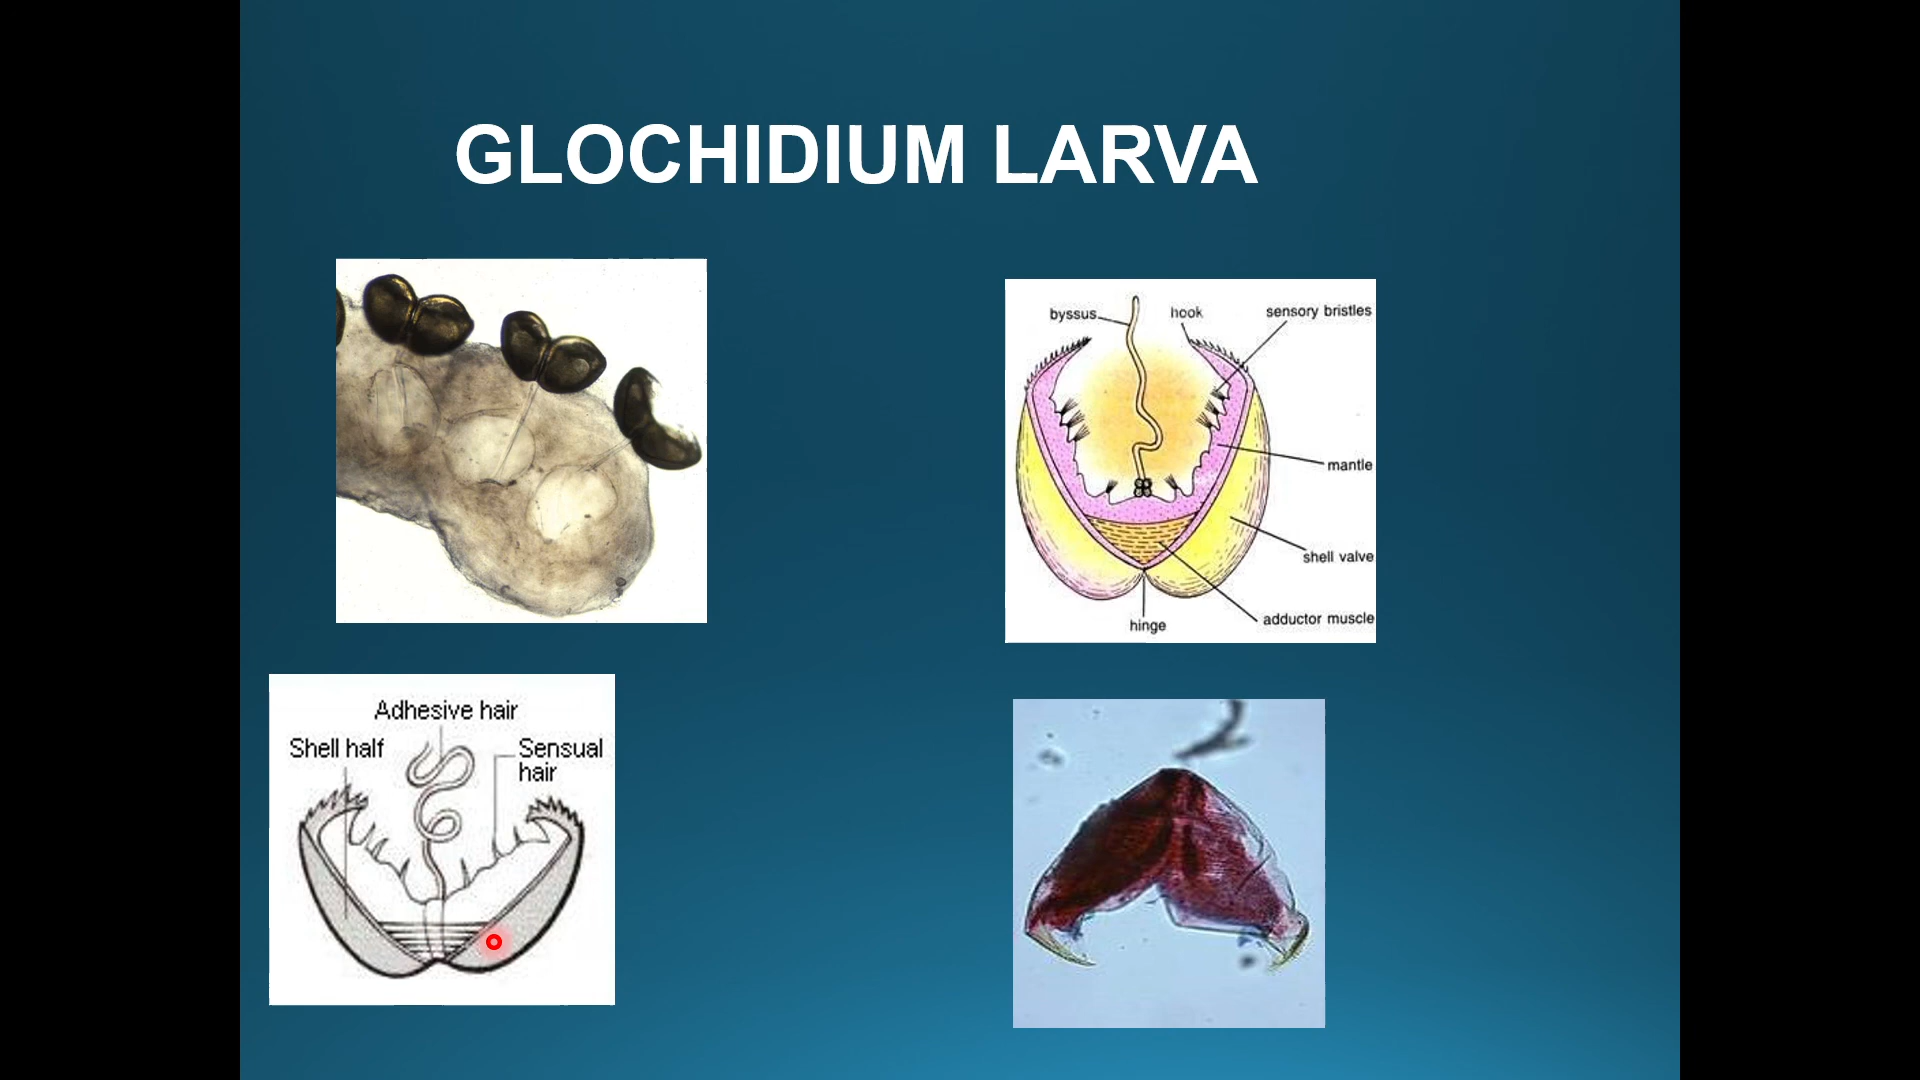 GLOCHIDIUM LARVA
byssus
hook
sensory bristles
mantle
shell valve
adductor muscle
hinge
Adhesive hair
Shell half
Sensual
hair